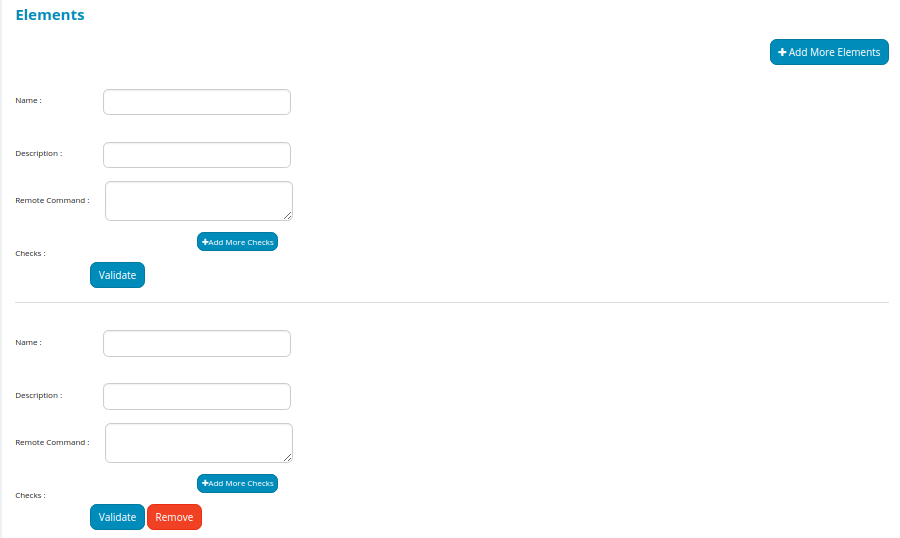 Elements
+ Add More Elements
Name :
Description :
Remote Command :
+Add More Checks
Checks :
Validate
Name :
Description :
Remote Command :
+Add More Checks
Checks :
Validate Remove